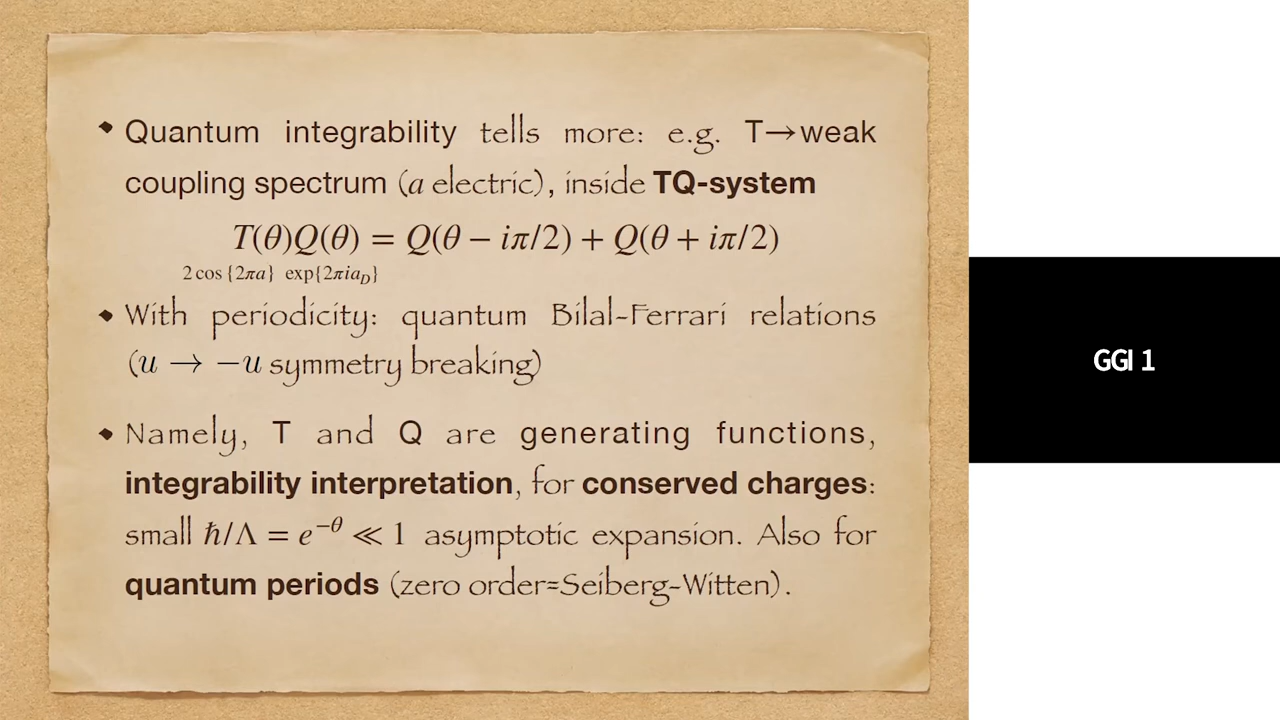 Quantum integrability tells more: e.g. T→weak
coupling spectrum (a electric), inside TQ-system
T(θ)Q(θ) = Q(θ − iπ/2) + Q(θ + iπ/2)
2 cos {2πa} exp{2πia_D}
With periodicity: quantum Bilal-Ferrari relations
(u → −u symmetry breaking)
Namely, T and Q are generating functions,
integrability interpretation, for conserved charges:
small ℏ/Λ = e^{−θ} ≪ 1 asymptotic expansion. Also for
quantum periods (zero order=Seiberg-Witten).
GGI 1